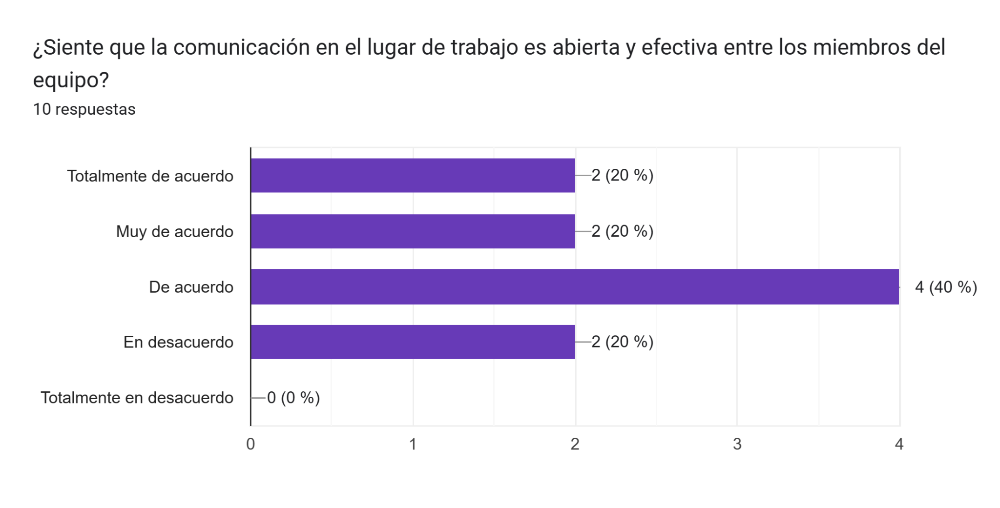 ¿Siente que la comunicación en el lugar de trabajo es abierta y efectiva entre los miembros del
equipo?
10 respuestas
Totalmente de acuerdo
2 (20 %)
Muy de acuerdo
2 (20 %)
De acuerdo
4 (40 %)
En desacuerdo
2 (20 %)
Totalmente en desacuerdo
0 (0 %)
0 1 2 3 4